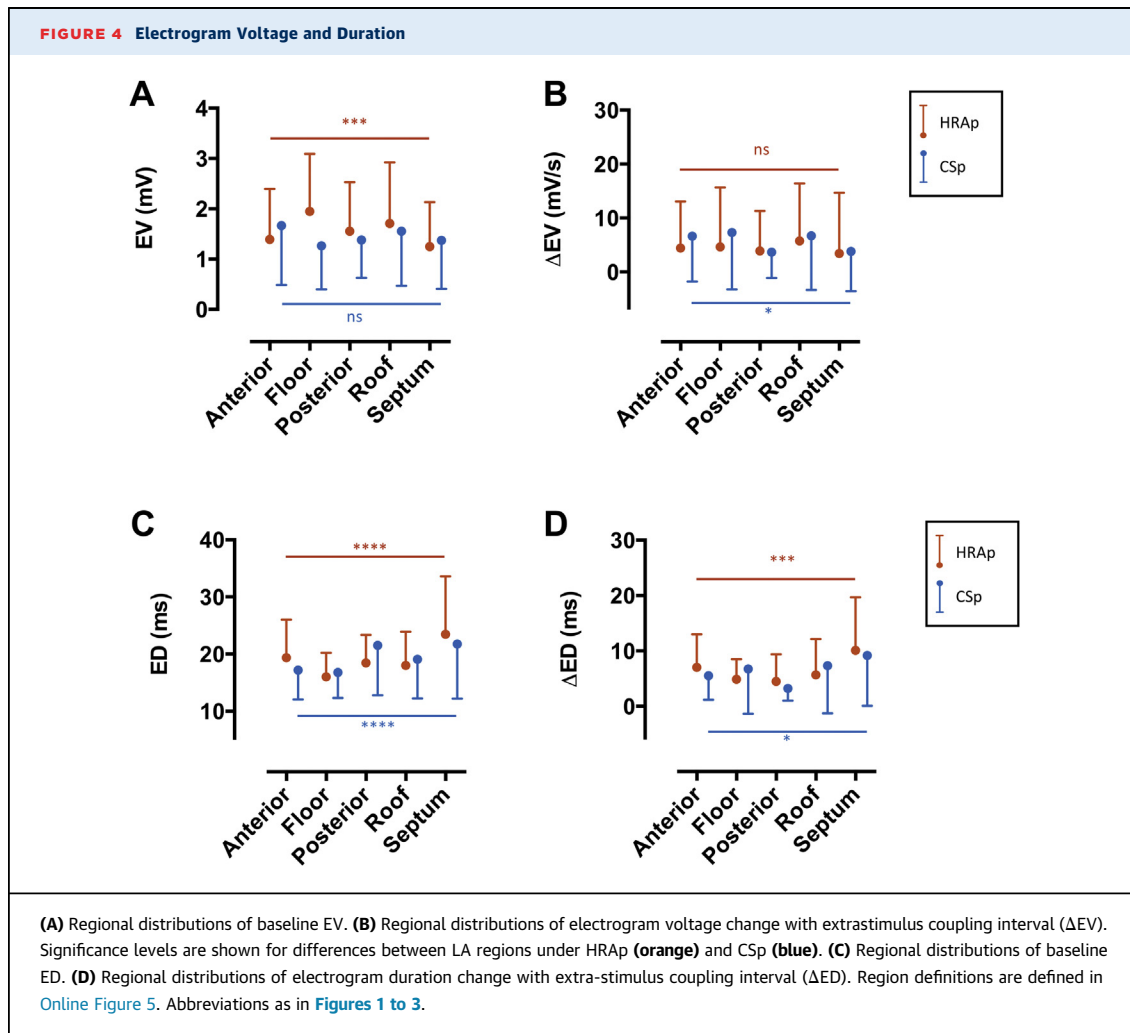 FIGURE 4 Electrogram Voltage and Duration
A
EV (mV)
4
3
2
1
0
***
ns
Anterior
Floor
Posterior
Roof
Septum
B
ΔEV (mV/s)
30
20
10
0
ns
*
Anterior
Floor
Posterior
Roof
Septum
HRAp
CSp
C
ED (ms)
40
30
20
10
****
****
Anterior
Floor
Posterior
Roof
Septum
D
ΔED (ms)
30
20
10
0
***
*
Anterior
Floor
Posterior
Roof
Septum
HRAp
CSp
(A) Regional distributions of baseline EV. (B) Regional distributions of electrogram voltage change with extrastimulus coupling interval (ΔEV).
Significance levels are shown for differences between LA regions under HRAp (orange) and CSp (blue). (C) Regional distributions of baseline
ED. (D) Regional distributions of electrogram duration change with extra-stimulus coupling interval (ΔED). Region definitions are defined in
Online Figure 5. Abbreviations as in Figures 1 to 3.